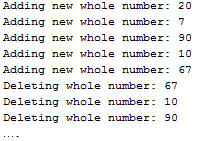 Adding new whole number: 20
Adding new whole number: 7
Adding new whole number: 90
Adding new whole number: 10
Adding new whole number: 67
Deleting whole number: 67
Deleting whole number: 10
Deleting whole number: 90
....